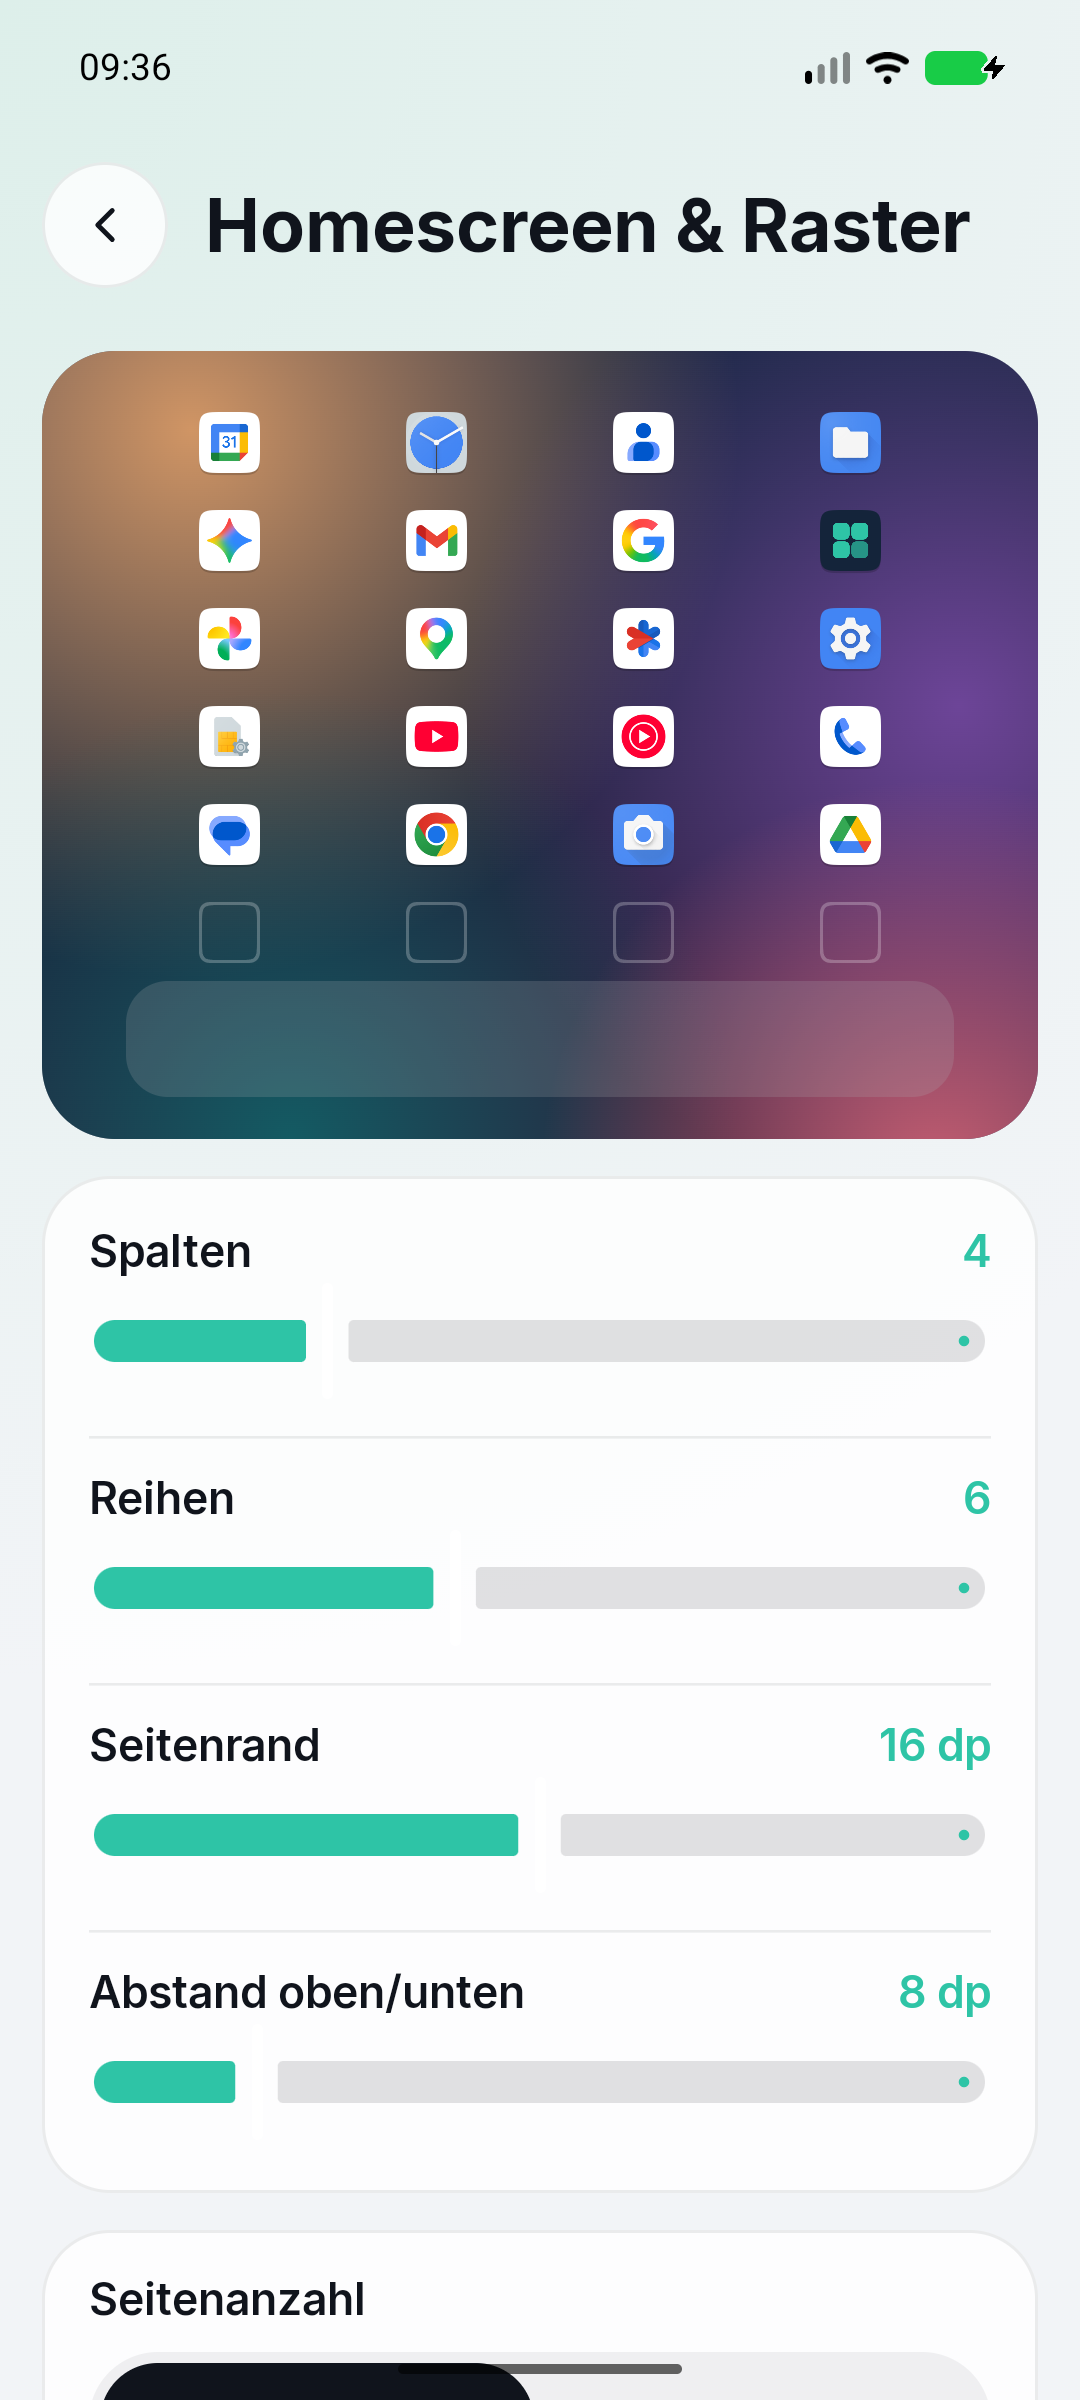 09:36
Homescreen & Raster
31
Spalten 4
Reihen 6
Seitenrand 16 dp
Abstand oben/unten 8 dp
Seitenanzahl